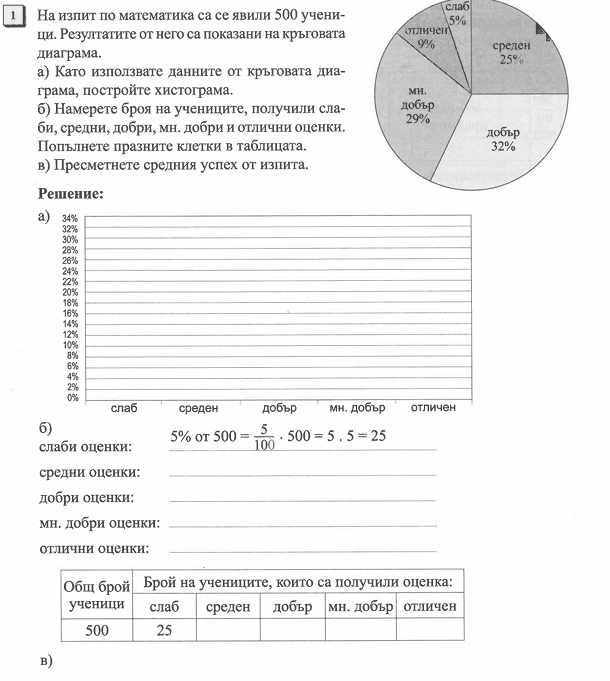 1
На изпит по математика са се явили 500 учени-
ци. Резултатите от него са показани на кръговата
диаграма.
а) Като използвате данните от кръговата диа-
грама, постройте хистограма.
б) Намерете броя на учениците, получили сла-
би, средни, добри, мн. добри и отлични оценки.
Попълнете празните клетки в таблицата.
в) Пресметнете средния успех от изпита.
слаб
5%
отличен
9%
среден
25%
мн.
добър
29%
добър
32%
Решение:
а)
34%
32%
30%
28%
26%
24%
22%
20%
18%
16%
14%
12%
10%
8%
6%
4%
2%
0%
слаб среден добър мн. добър отличен
б)
слаби оценки: 5% от 500 = 5/100 · 500 = 5 . 5 = 25
средни оценки:
добри оценки:
мн. добри оценки:
отлични оценки:
Общ брой ученици Брой на учениците, които са получили оценка:
слаб среден добър мн. добър отличен
500 25
в)